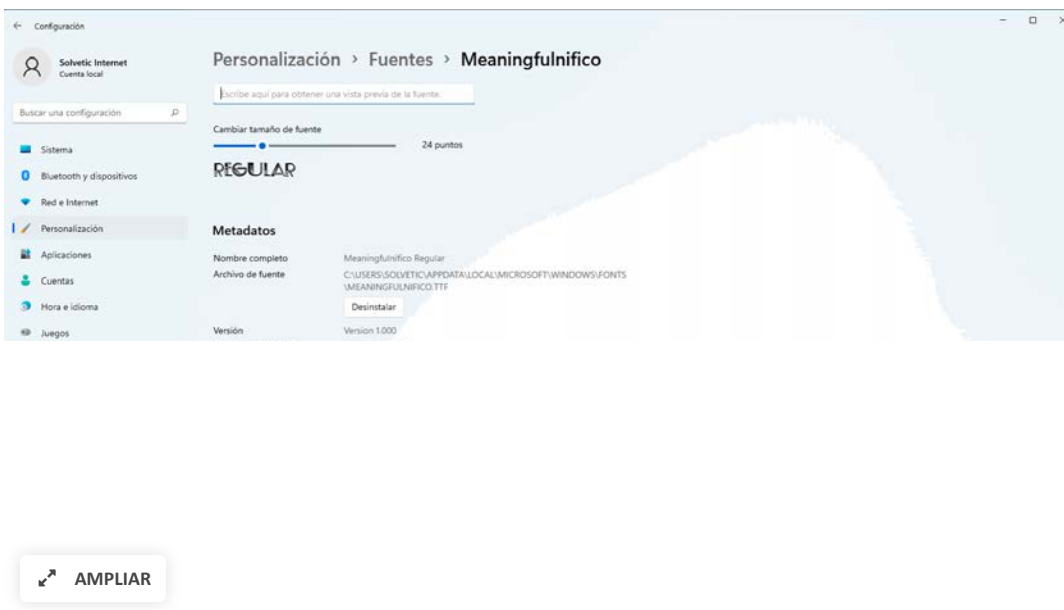 Configuración
Solvetic Internet
Cuenta local
Buscar una configuración
Sistema
Bluetooth y dispositivos
Red e Internet
Personalización
Aplicaciones
Cuentas
Hora e idioma
Juegos
Personalización > Fuentes > Meaningfulnifico
Escribe aquí para obtener una vista previa de la fuente.
Cambiar tamaño de fuente
24 puntos
REGULAR
Metadatos
Nombre completo Meaningfulnifico Regular
Archivo de fuente C:\USERS\SOLVETIC\APPDATA\LOCAL\MICROSOFT\WINDOWS\FONTS
\MEANINGFULNIFICO.TTF
Desinstalar
Versión Version 1.000
AMPLIAR